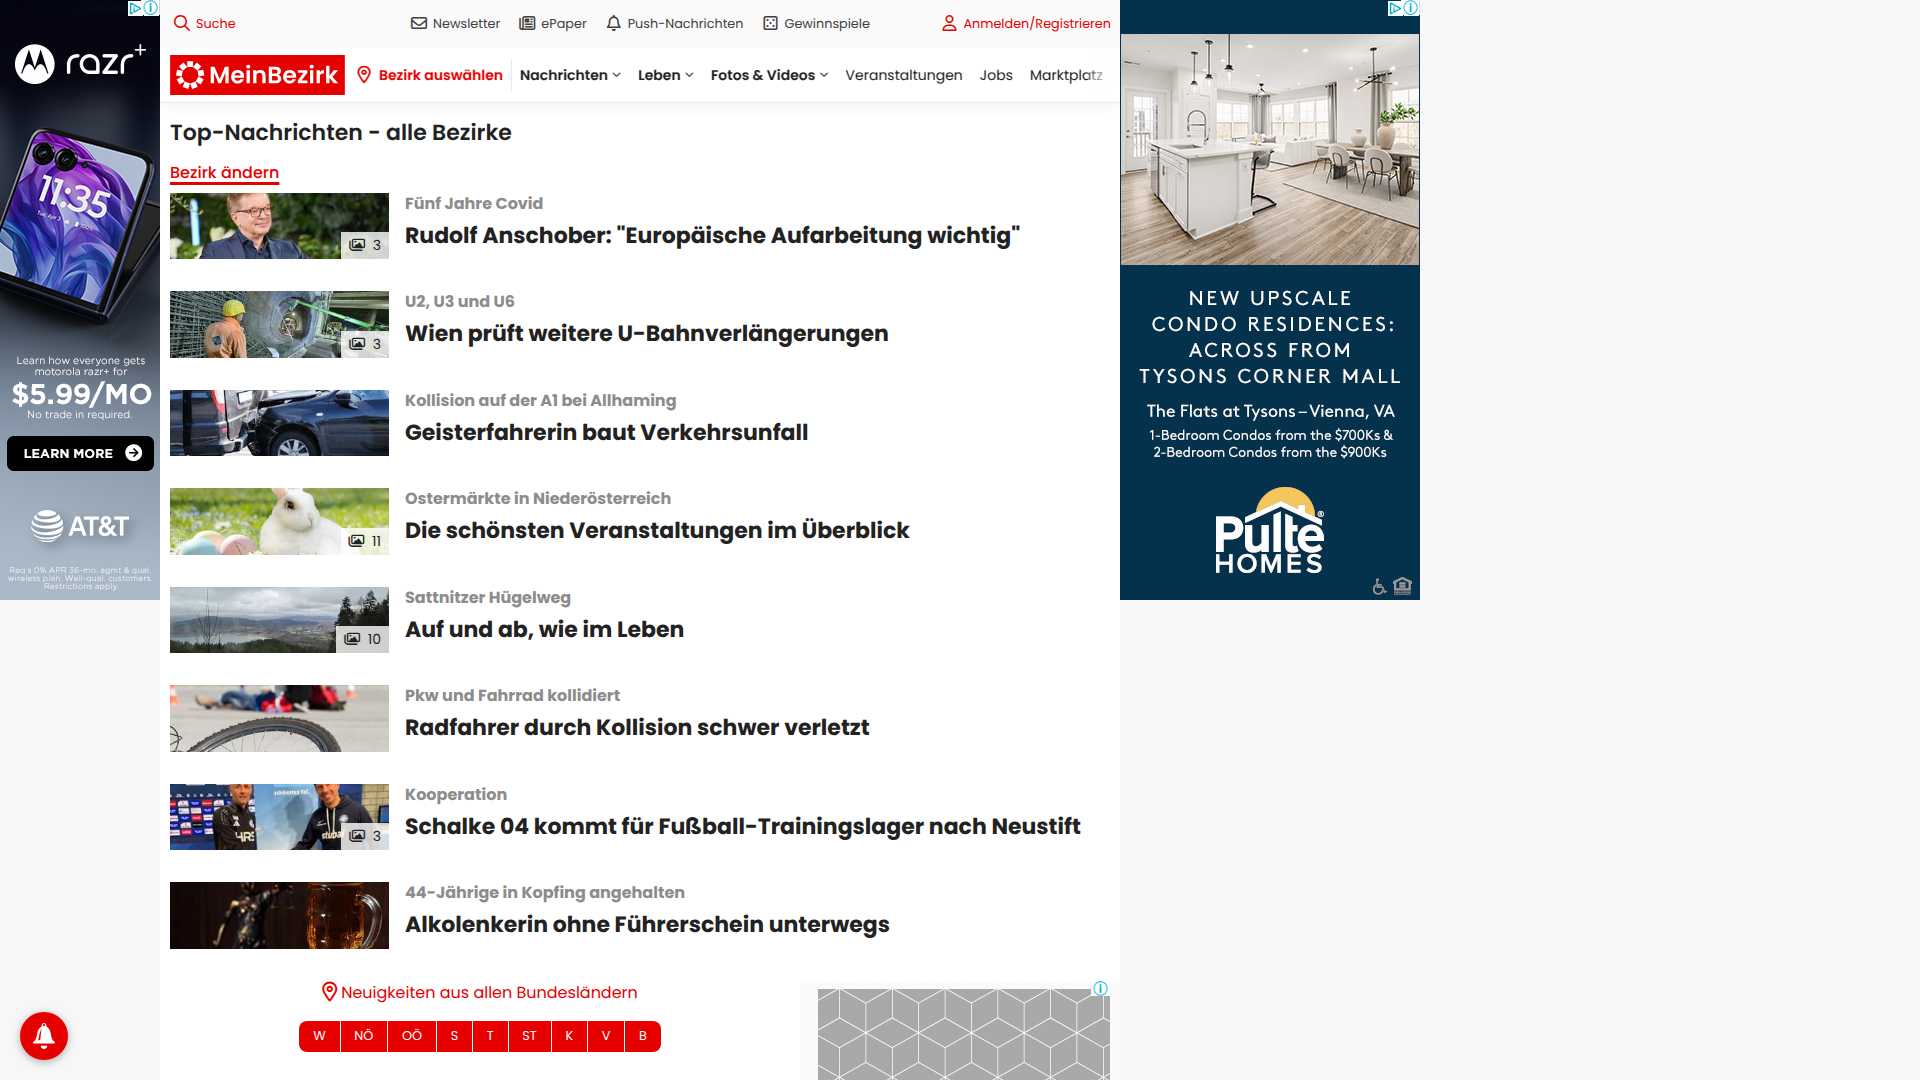 Suche
Newsletter
ePaper
Push-Nachrichten
Gewinnspiele
Anmelden/Registrieren
MeinBezirk
Bezirk auswählen
Nachrichten
Leben
Fotos & Videos
Veranstaltungen
Jobs
Marktplatz
Top-Nachrichten - alle Bezirke
Bezirk ändern
3
Fünf Jahre Covid
Rudolf Anschober: "Europäische Aufarbeitung wichtig"
3
U2, U3 und U6
Wien prüft weitere U-Bahnverlängerungen
Kollision auf der A1 bei Allhaming
Geisterfahrerin baut Verkehrsunfall
11
Ostermärkte in Niederösterreich
Die schönsten Veranstaltungen im Überblick
10
Sattnitzer Hügelweg
Auf und ab, wie im Leben
Pkw und Fahrrad kollidiert
Radfahrer durch Kollision schwer verletzt
3
Kooperation
Schalke 04 kommt für Fußball-Trainingslager nach Neustift
44-Jährige in Kopfing angehalten
Alkolenkerin ohne Führerschein unterwegs
Neuigkeiten aus allen Bundesländern
W NÖ OÖ S T ST K V B
razr+
11:35
Learn how everyone gets
motorola razr+ for
$5.99/MO
No trade in required.
LEARN MORE
AT&T
Req's 0% APR 36-mo. agmt & qual.
wireless plan. Well-qual. customers.
Restrictions apply.
NEW UPSCALE
CONDO RESIDENCES:
ACROSS FROM
TYSONS CORNER MALL
The Flats at Tysons – Vienna, VA
1-Bedroom Condos from the $700Ks &
2-Bedroom Condos from the $900Ks
Pulte®
HOMES